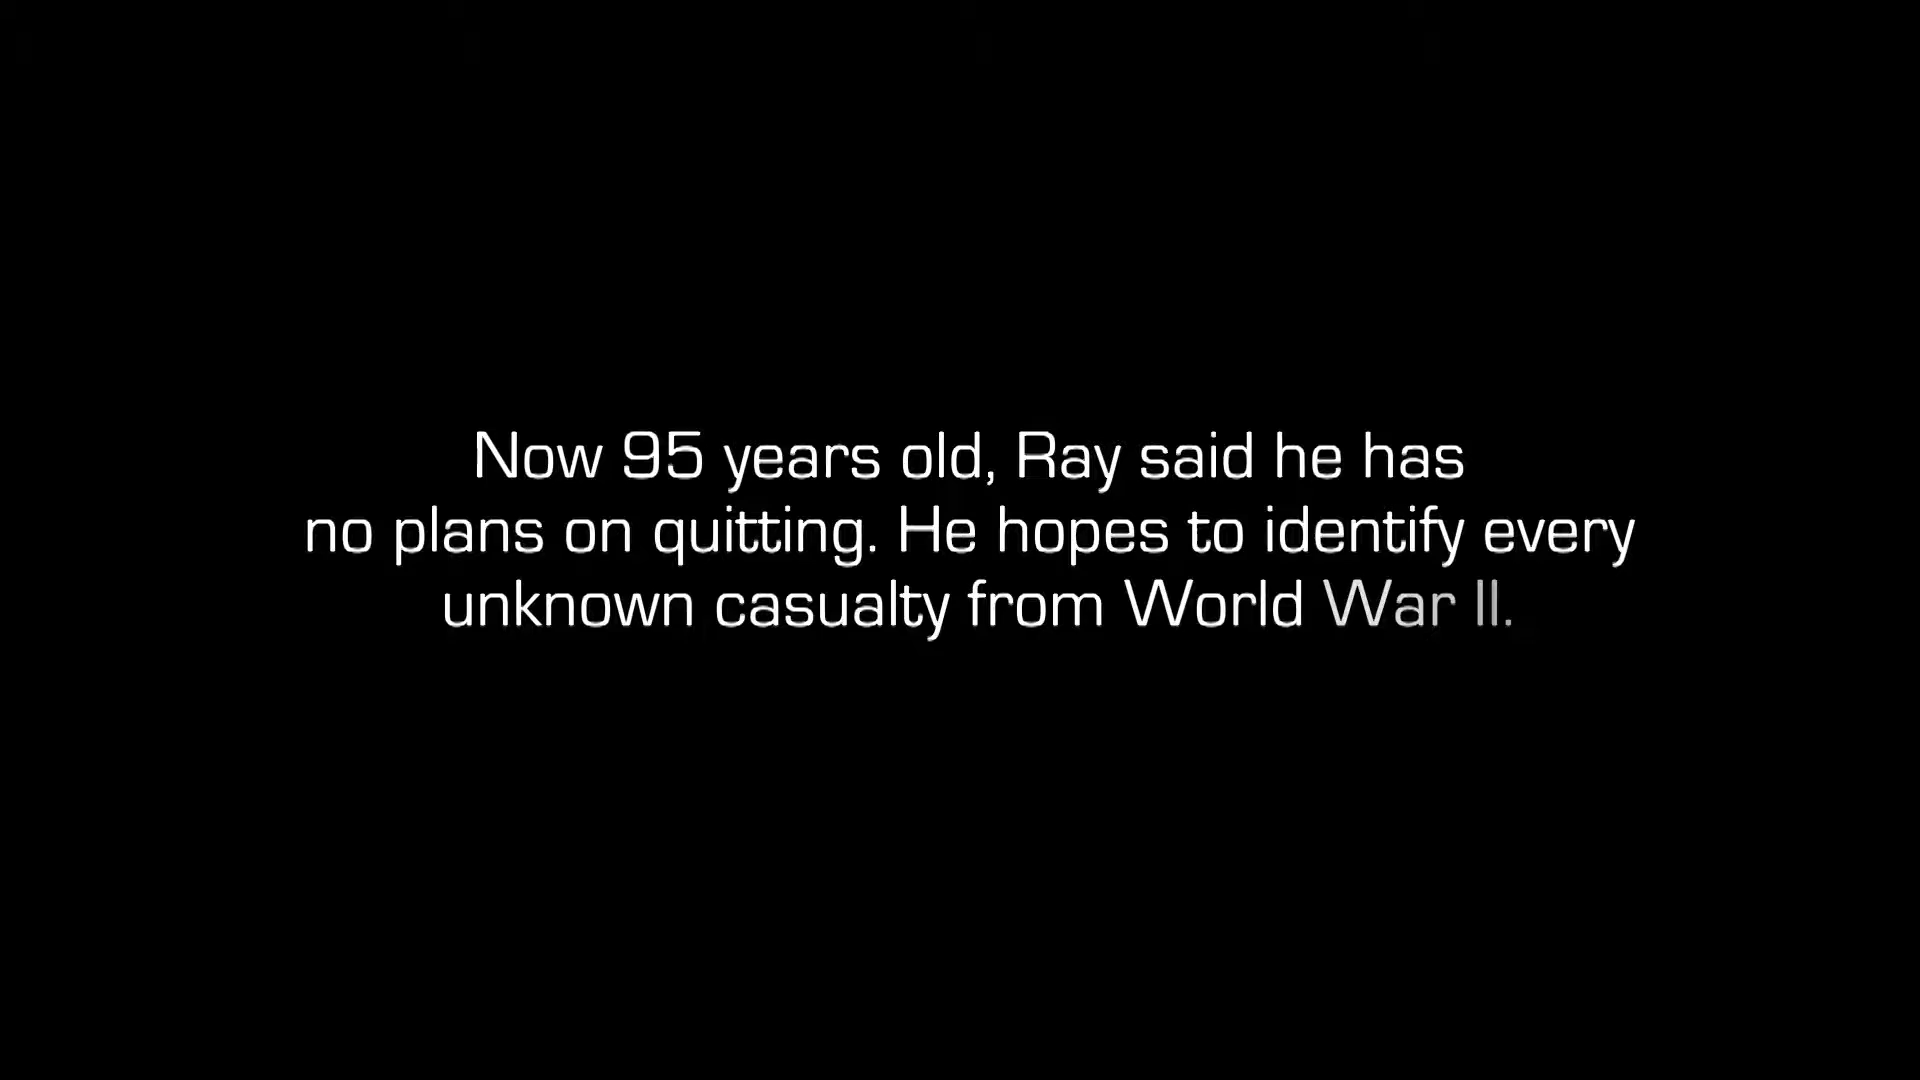 Now 95 years old, Ray said he has
no plans on quitting. He hopes to identify every
unknown casualty from World War II.